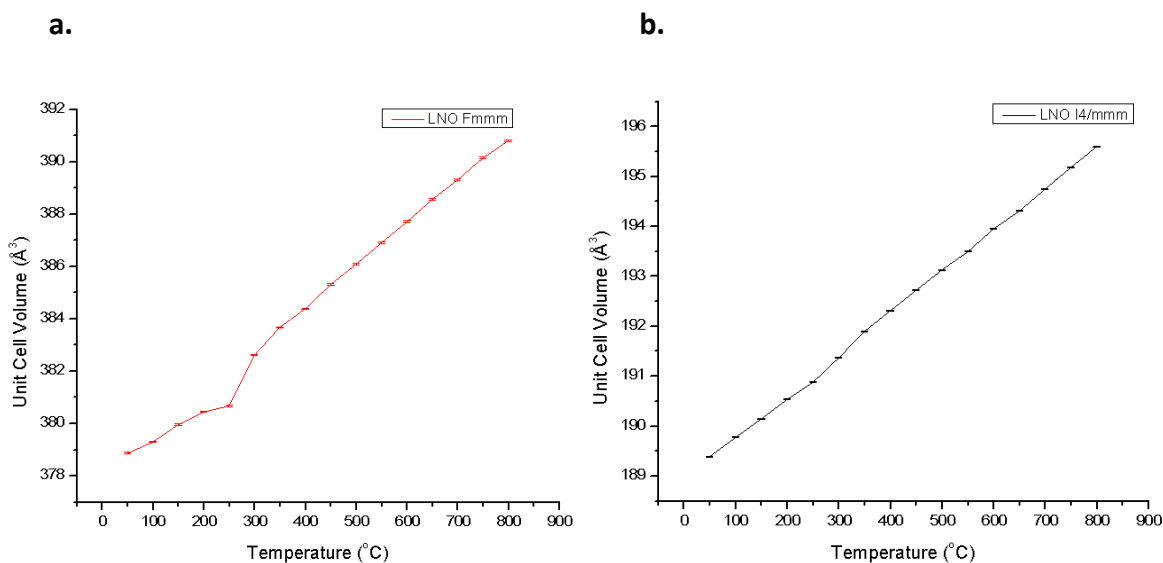 a.
b.
392
390
388
386
384
382
380
378
Unit Cell Volume (Å³)
LNO Fmmm
0 100 200 300 400 500 600 700 800 900
Temperature (°C)
196
195
194
193
192
191
190
189
Unit Cell Volume (Å³)
LNO I4/mmm
0 100 200 300 400 500 600 700 800 900
Temperature (°C)